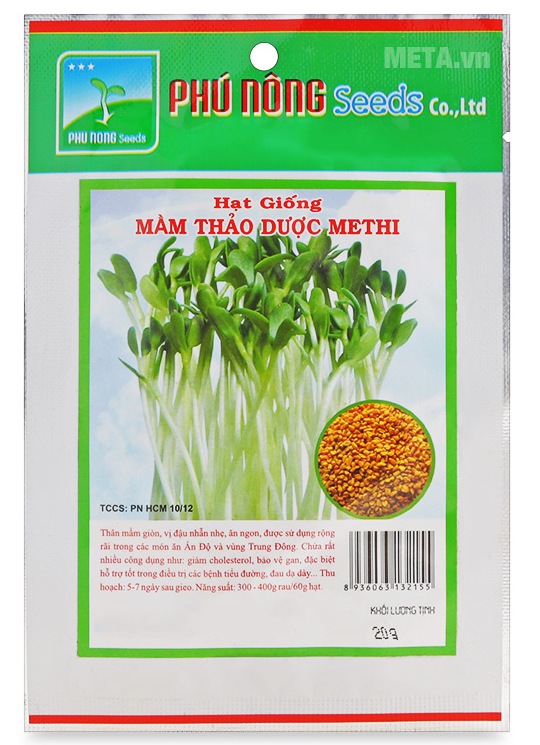 META.vn
PHÚ NÔNG Seeds Co.,Ltd
PHÚ NÔNG Seeds
Hạt Giống
MẦM THẢO DƯỢC METHI
TCCS: PN HCM 10/12
Thân mầm giòn, vị đậu nhẫn nhẹ, ăn ngon, được sử dụng rộng
rãi trong các món ăn Ấn Độ và vùng Trung Đông. Chứa rất
nhiều công dụng như: giảm cholesterol, bảo vệ gan, đặc biệt
hỗ trợ tốt trong điều trị các bệnh tiểu đường, đau dạ dày... Thu
hoạch: 5-7 ngày sau gieo. Năng suất: 300 - 400g rau/60g hạt.
8 936063 132155
KHỐI LƯỢNG TỊNH
20g